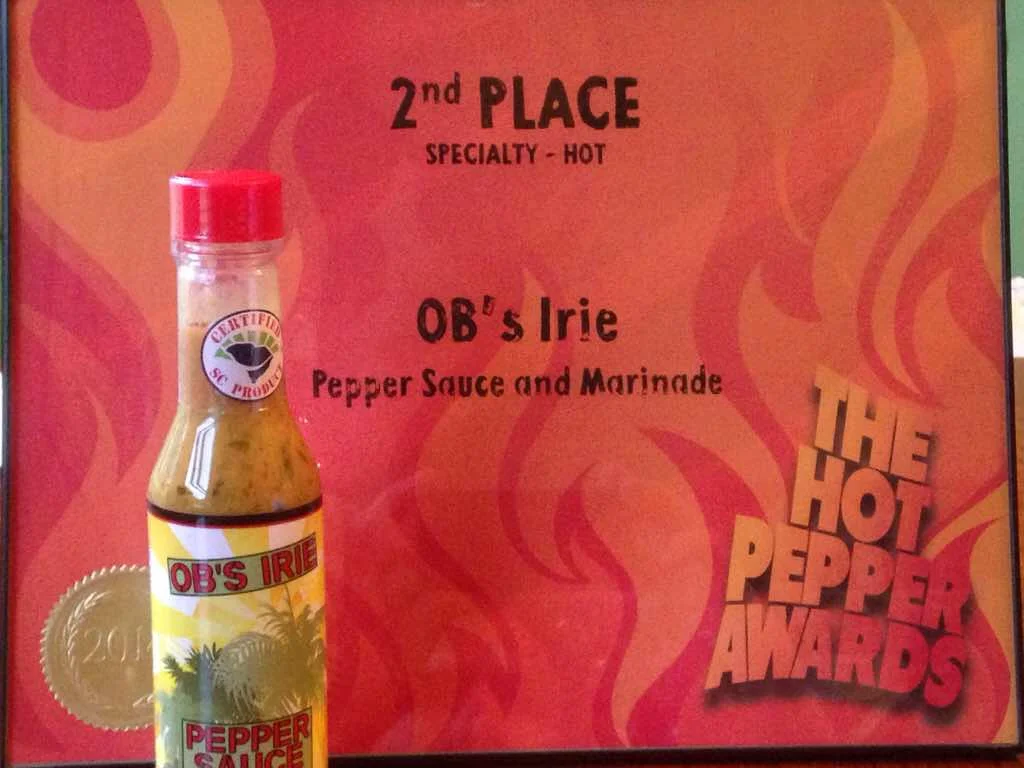 2nd PLACE
SPECIALTY - HOT
OB's Irie
Pepper Sauce and Marinade
THE
HOT
PEPPER
AWARDS
CERTIFIED
SC PRODUCT
OB'S IRIE
PEPPER
SAUCE